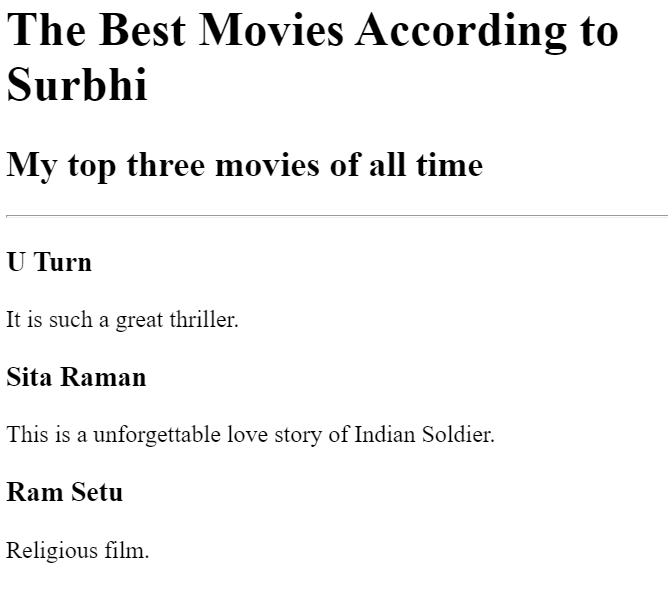 The Best Movies According to
Surbhi
My top three movies of all time
U Turn
It is such a great thriller.
Sita Raman
This is a unforgettable love story of Indian Soldier.
Ram Setu
Religious film.